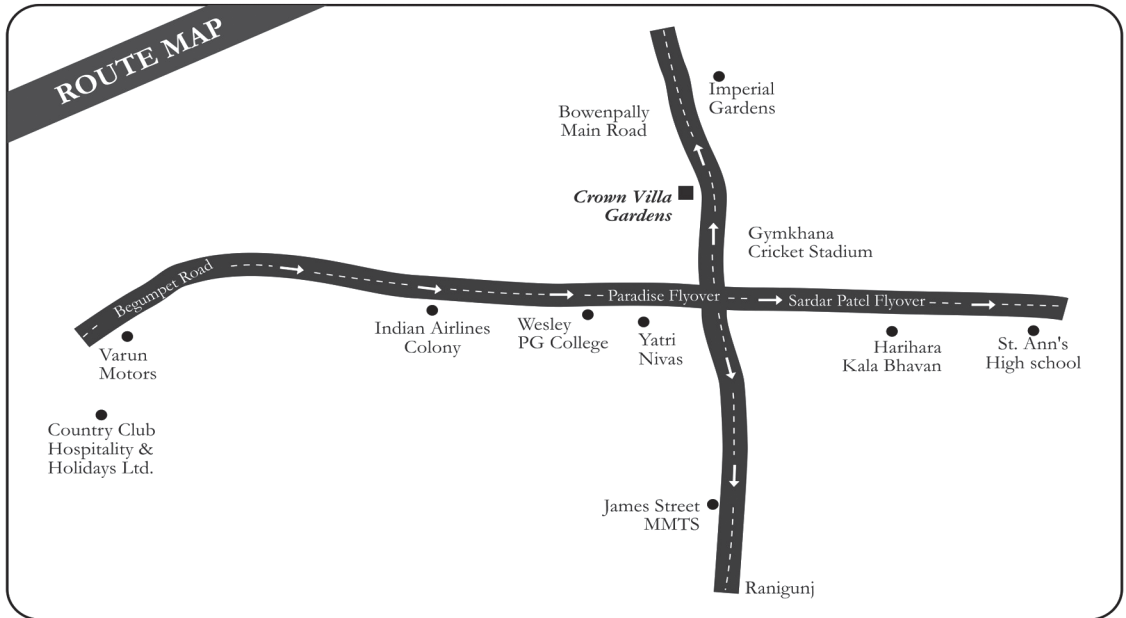 ROUTE MAP
Imperial
Gardens
Bowenpally
Main Road
Crown Villa
Gardens
Gymkhana
Cricket Stadium
Begumpet Road
Paradise Flyover
Sardar Patel Flyover
Varun
Motors
Indian Airlines
Colony
Wesley
PG College
Yatri
Nivas
Harihara
Kala Bhavan
St. Ann's
High school
Country Club
Hospitality &
Holidays Ltd.
James Street
MMTS
Ranigunj